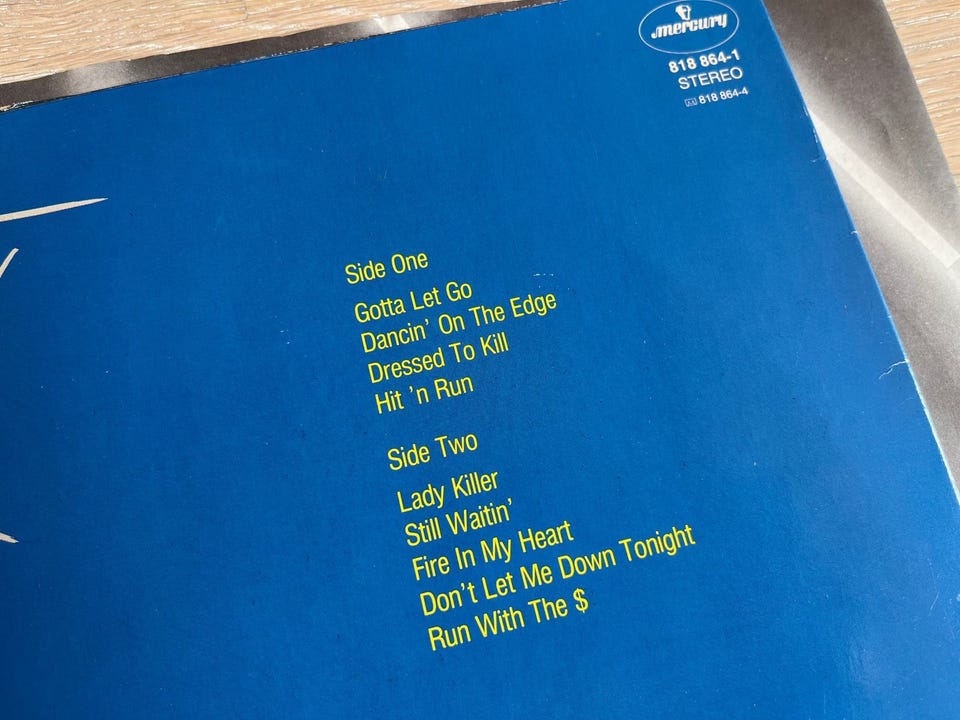 mercury
818 864-1
STEREO
818 864-4
Side One
Gotta Let Go
Dancin' On The Edge
Dressed To Kill
Hit 'n Run
Side Two
Lady Killer
Still Waitin'
Fire In My Heart
Don't Let Me Down Tonight
Run With The $